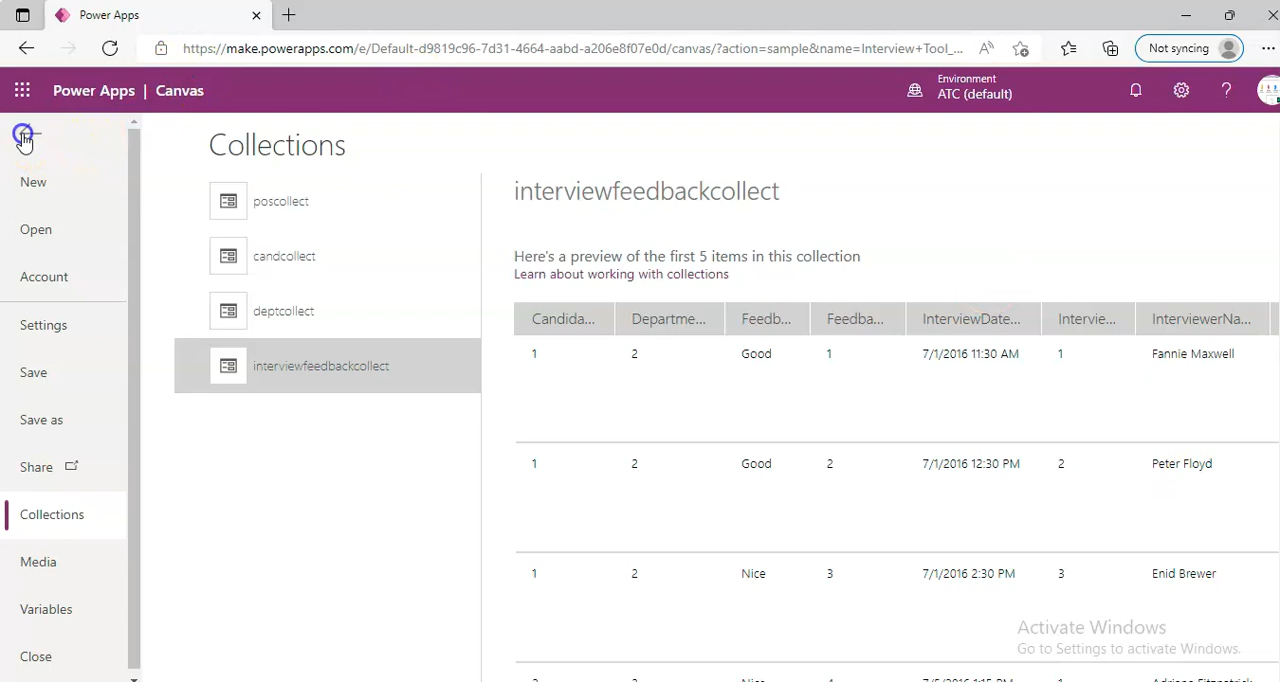 Power Apps
https://make.powerapps.com/e/Default-d9819c96-7d31-4664-aabd-a206e8f07e0d/canvas/?action=sample&name=Interview+Tool_...
Not syncing
Power Apps | Canvas
Environment
ATC (default)
New
Open
Account
Settings
Save
Save as
Share
Collections
Media
Variables
Close
Collections
poscollect
candcollect
deptcollect
interviewfeedbackcollect
interviewfeedbackcollect
Here's a preview of the first 5 items in this collection
Learn about working with collections
Candida... Departme... Feedb... Feedba... InterviewDate... Intervie... InterviewerNa...
1 2 Good 1 7/1/2016 11:30 AM 1 Fannie Maxwell
1 2 Good 2 7/1/2016 12:30 PM 2 Peter Floyd
1 2 Nice 3 7/1/2016 2:30 PM 3 Enid Brewer
Activate Windows
Go to Settings to activate Windows.